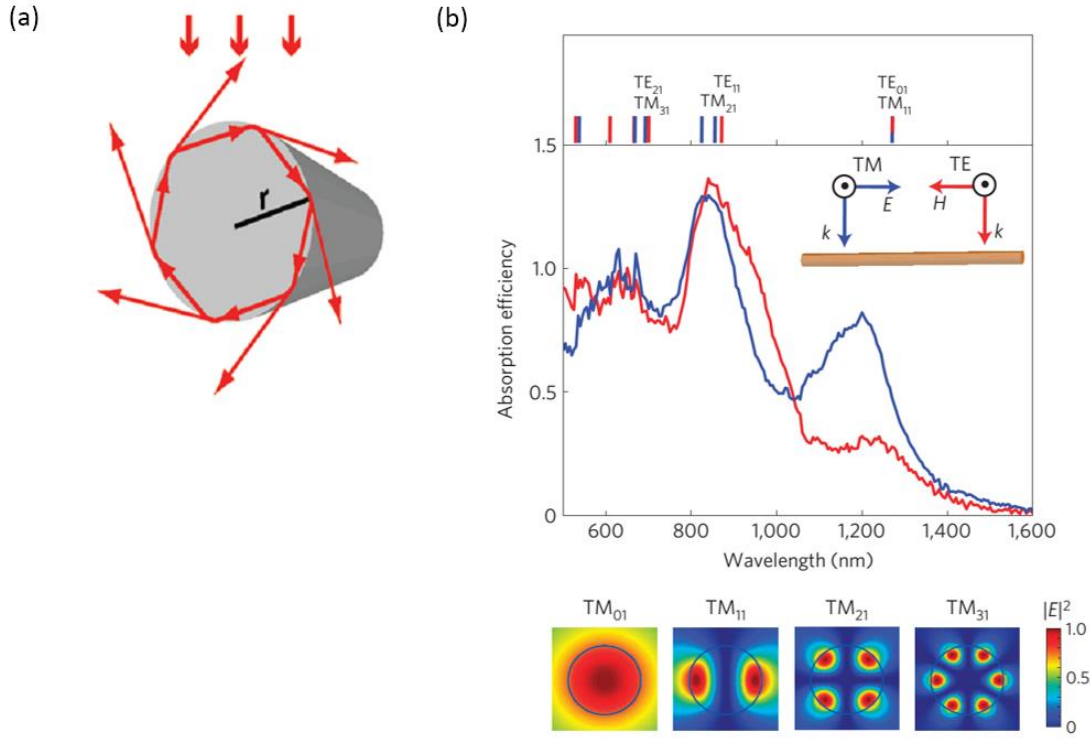 (a)
r
(b)
TE₂₁
TM₃₁
TE₁₁
TM₂₁
TE₀₁
TM₁₁
1.5
1.0
0.5
0
Absorption efficiency
TM
TE
E
H
k
k
600
800
1,000
1,200
1,400
1,600
Wavelength (nm)
TM₀₁
TM₁₁
TM₂₁
TM₃₁
|E|²
1.0
0.5
0